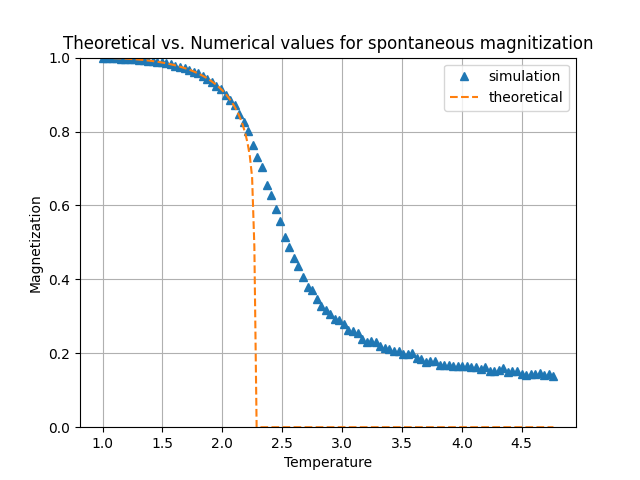 Theoretical vs. Numerical values for spontaneous magnitization
simulation
theoretical
Magnetization
1.0
0.8
0.6
0.4
0.2
0.0
1.0 1.5 2.0 2.5 3.0 3.5 4.0 4.5
Temperature